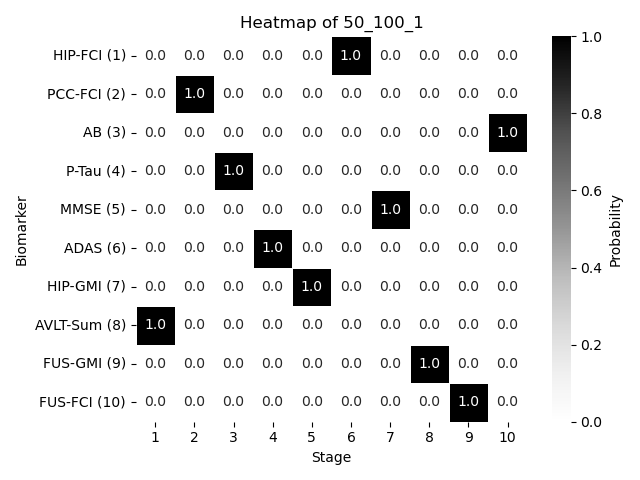 Heatmap of 50_100_1
HIP-FCI (1) 0.0 0.0 0.0 0.0 0.0 1.0 0.0 0.0 0.0 0.0
PCC-FCI (2) 0.0 1.0 0.0 0.0 0.0 0.0 0.0 0.0 0.0 0.0
AB (3) 0.0 0.0 0.0 0.0 0.0 0.0 0.0 0.0 0.0 1.0
P-Tau (4) 0.0 0.0 1.0 0.0 0.0 0.0 0.0 0.0 0.0 0.0
MMSE (5) 0.0 0.0 0.0 0.0 0.0 0.0 1.0 0.0 0.0 0.0
ADAS (6) 0.0 0.0 0.0 1.0 0.0 0.0 0.0 0.0 0.0 0.0
HIP-GMI (7) 0.0 0.0 0.0 0.0 1.0 0.0 0.0 0.0 0.0 0.0
AVLT-Sum (8) 1.0 0.0 0.0 0.0 0.0 0.0 0.0 0.0 0.0 0.0
FUS-GMI (9) 0.0 0.0 0.0 0.0 0.0 0.0 0.0 1.0 0.0 0.0
FUS-FCI (10) 0.0 0.0 0.0 0.0 0.0 0.0 0.0 0.0 1.0 0.0
1 2 3 4 5 6 7 8 9 10
Stage
Biomarker
1.0
0.8
0.6
0.4
0.2
0.0
Probability